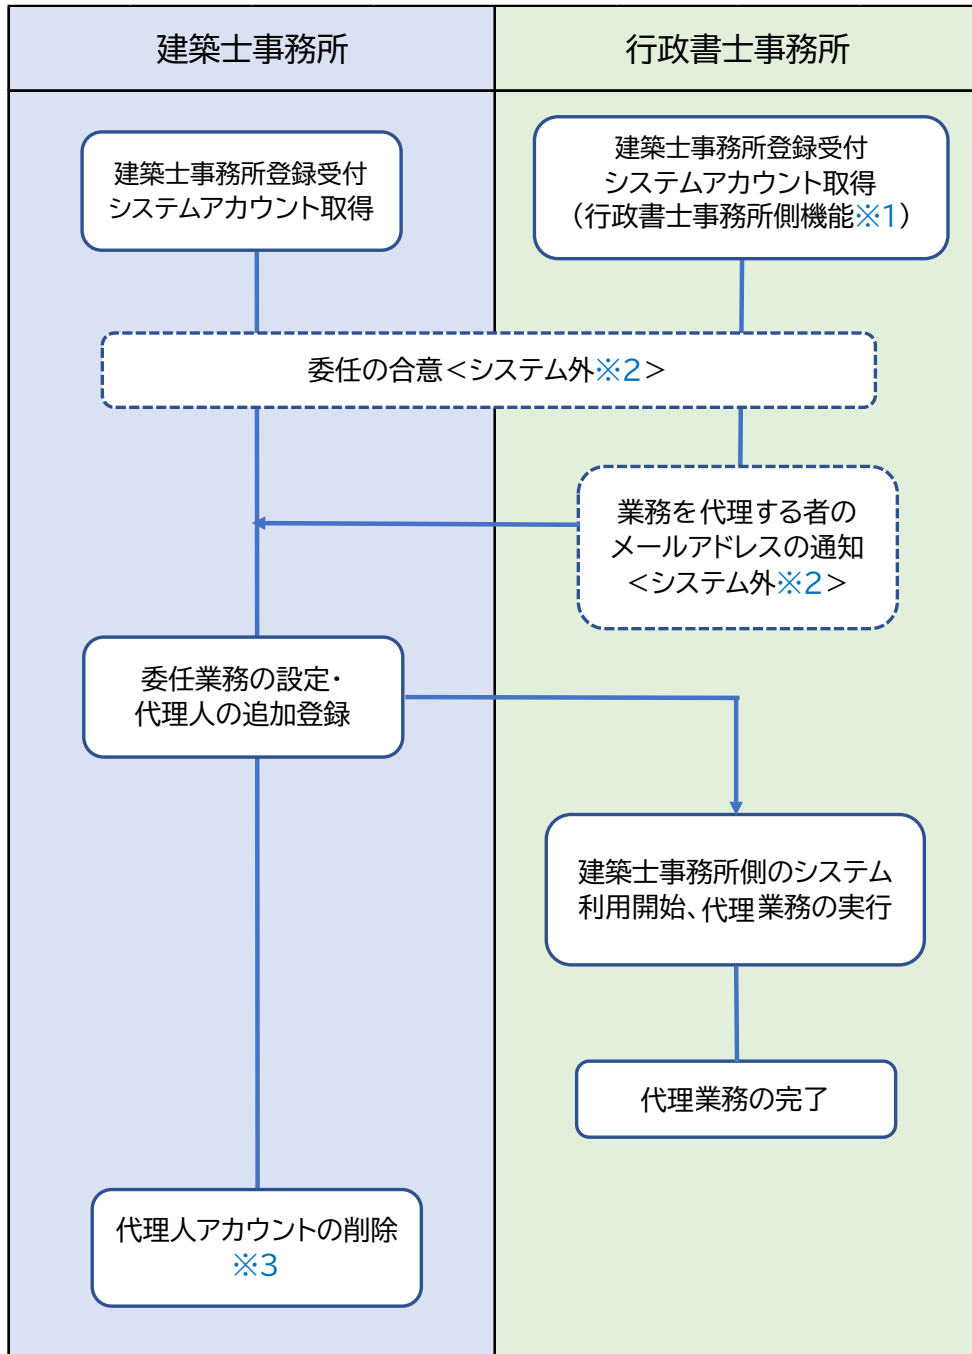 建築士事務所
行政書士事務所
建築士事務所登録受付
システムアカウント取得
建築士事務所登録受付
システムアカウント取得
（行政書士事務所側機能※1）
委任の合意＜システム外※2＞
業務を代理する者の
メールアドレスの通知
＜システム外※2＞
委任業務の設定・
代理人の追加登録
建築士事務所側のシステム
利用開始、代理業務の実行
代理業務の完了
代理人アカウントの削除
※3